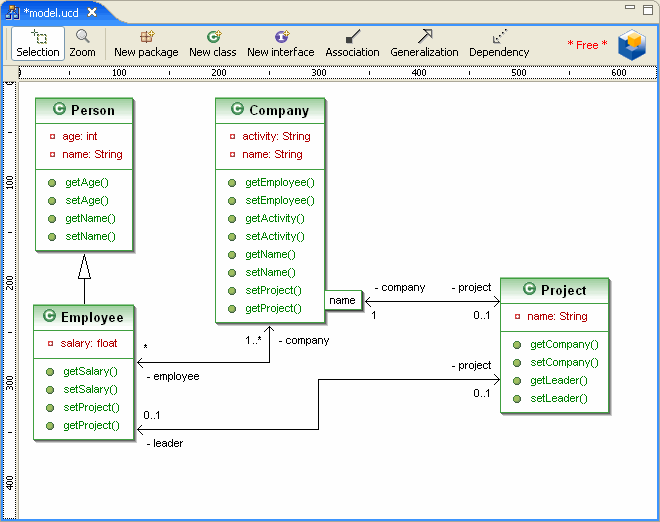 *model.ucd
Selection Zoom New package New class New interface Association Generalization Dependency * Free *
0 100 200 300 400 500 600
0
100
200
300
400
Person
age: int
name: String
getAge()
setAge()
getName()
setName()
Company
activity: String
name: String
getEmployee()
setEmployee()
getActivity()
setActivity()
getName()
setName()
setProject()
getProject()
name
- company - project
1 0..1
Project
name: String
getCompany()
setCompany()
getLeader()
setLeader()
Employee
salary: float
getSalary()
setSalary()
setProject()
getProject()
1..* - company
*
- employee
- project
0..1
0..1
- leader